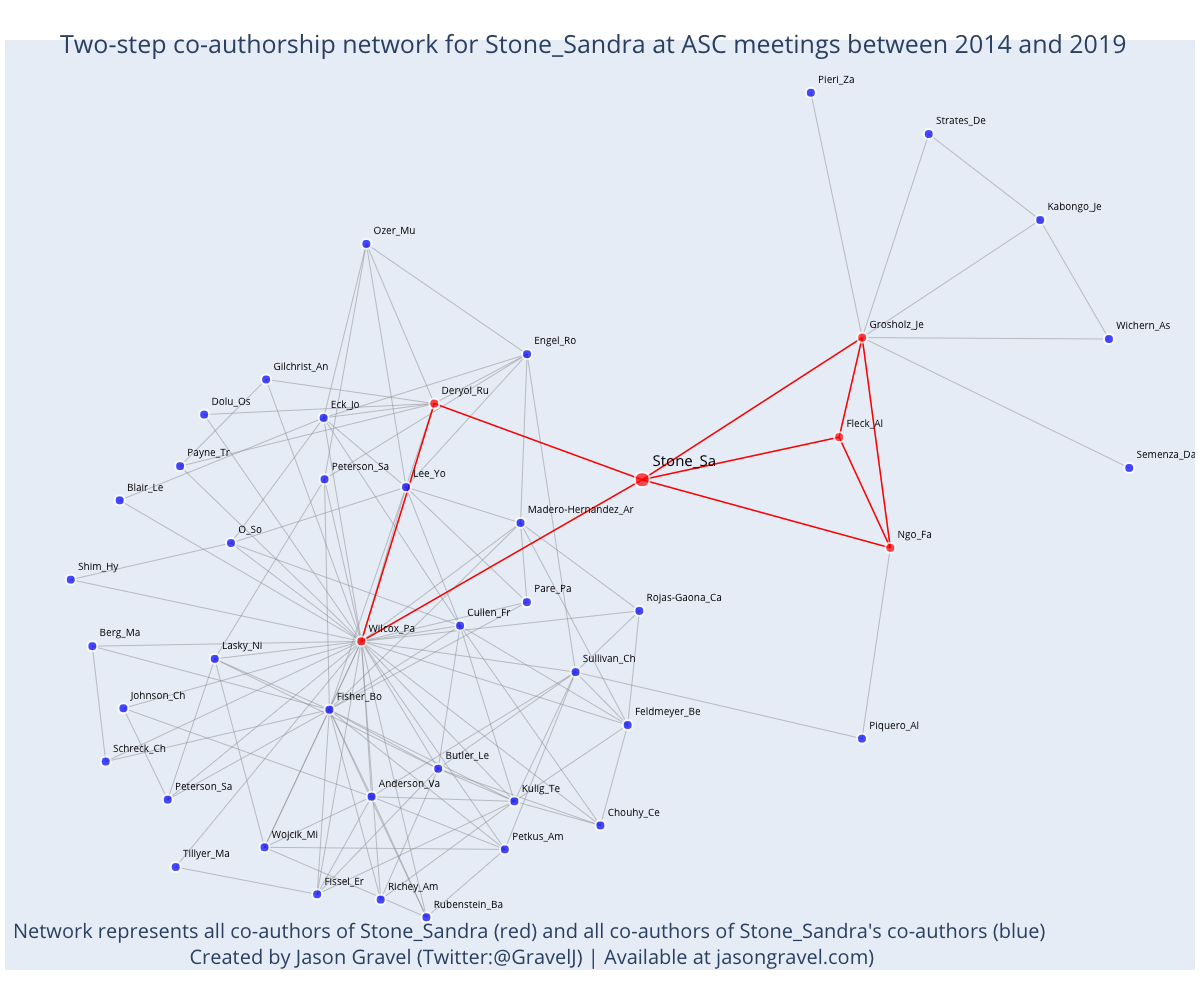 Two-step co-authorship network for Stone_Sandra at ASC meetings between 2014 and 2019
Pieri_Za
Strates_De
Kabongo_Je
Ozer_Mu
Grosholz_Je
Wichern_As
Engel_Ro
Gilchrist_An
Deryol_Ru
Dolu_Os
Eck_Jo
Fleck_Al
Payne_Tr
Stone_Sa
Semenza_Da
Peterson_Sa
Lee_Yo
Blair_Le
Madero-Hernandez_Ar
O_So
Ngo_Fa
Shim_Hy
Pare_Pa
Rojas-Gaona_Ca
Cullen_Fr
Wilcox_Pa
Berg_Ma
Lasky_Ni
Sullivan_Ch
Johnson_Ch
Fisher_Bo
Feldmeyer_Be
Piquero_Al
Schreck_Ch
Butler_Le
Peterson_Sa
Anderson_Va
Kulig_Te
Chouhy_Ce
Wojcik_Mi
Petkus_Am
Tillyer_Ma
Fissel_Er
Richey_Am
Rubenstein_Ba
Network represents all co-authors of Stone_Sandra (red) and all co-authors of Stone_Sandra's co-authors (blue)
Created by Jason Gravel (Twitter:@GravelJ) | Available at jasongravel.com)